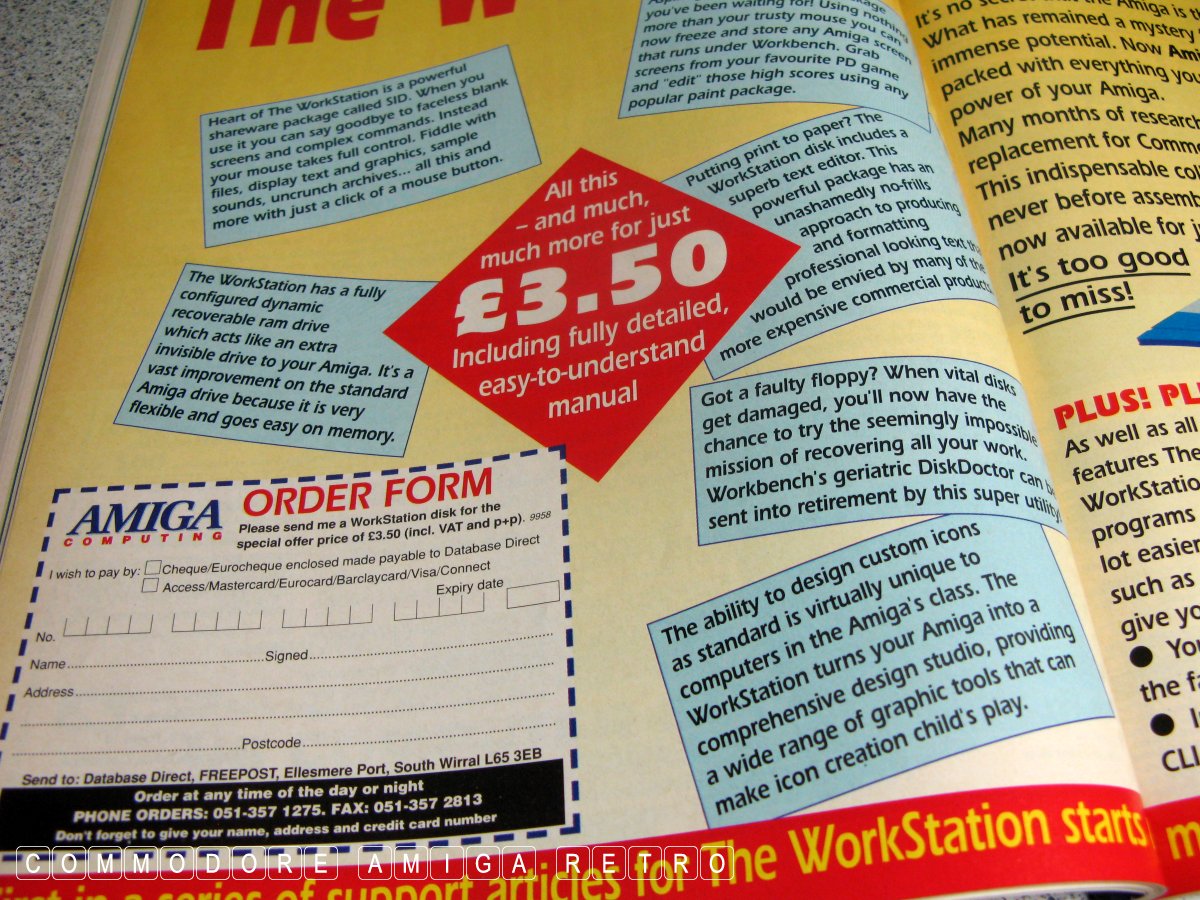 The W
Heart of The WorkStation is a powerful
shareware package called SID. When you
use it you can say goodbye to faceless blank
screens and complex commands. Instead
your mouse takes full control. Fiddle with
files, display text and graphics, sample
sounds, uncrunch archives... all this and
more with just a click of a mouse button.
you've been waiting for! Using nothing
more than your trusty mouse you can
now freeze and store any Amiga screen
that runs under Workbench. Grab
screens from your favourite PD game
and "edit" those high scores using any
popular paint package.
Putting print to paper? The
WorkStation disk includes a
superb text editor. This
powerful package has an
unashamedly no-frills
approach to producing
and formatting
professional looking text
would be envied by many of the
more expensive commercial products
All this
– and much,
much more for just
£3.50
Including fully detailed,
easy-to-understand
manual
The WorkStation has a fully
configured dynamic
recoverable ram drive
which acts like an extra
invisible drive to your Amiga. It's a
vast improvement on the standard
Amiga drive because it is very
flexible and goes easy on memory.
Got a faulty floppy? When vital disks
get damaged, you'll now have the
chance to try the seemingly impossible
mission of recovering all your work.
Workbench's geriatric DiskDoctor can be
sent into retirement by this super utility
The ability to design custom icons
as standard is virtually unique to
computers in the Amiga's class. The
WorkStation turns your Amiga into a
comprehensive design studio, providing
a wide range of graphic tools that can
make icon creation child's play.
AMIGA
COMPUTING
ORDER FORM
Please send me a WorkStation disk for the
special offer price of £3.50 (incl. VAT and p+p). 9958
I wish to pay by: Cheque/Eurocheque enclosed made payable to Database Direct
Access/Mastercard/Eurocard/Barclaycard/Visa/Connect
Expiry date
No.
Name Signed
Address
Postcode
Send to: Database Direct, FREEPOST, Ellesmere Port, South Wirral L65 3EB
Order at any time of the day or night
PHONE ORDERS: 051-357 1275. FAX: 051-357 2813
Don't forget to give your name, address and credit card number
It's no
that the Amiga is
What has remained a mystery
immense potential. Now Ami
packed with everything you
power of your Amiga.
Many months of research
replacement for Comm
This indispensable col
never before assemb
now available for j
It's too good
to miss!
PLUS! PL
As well as all
features The
WorkStatio
programs
lot easier
such as
give yo
● You
the fa
● I
CLI
first in a series of support articles for The WorkStation starts
COMMODORE AMIGA RETRO